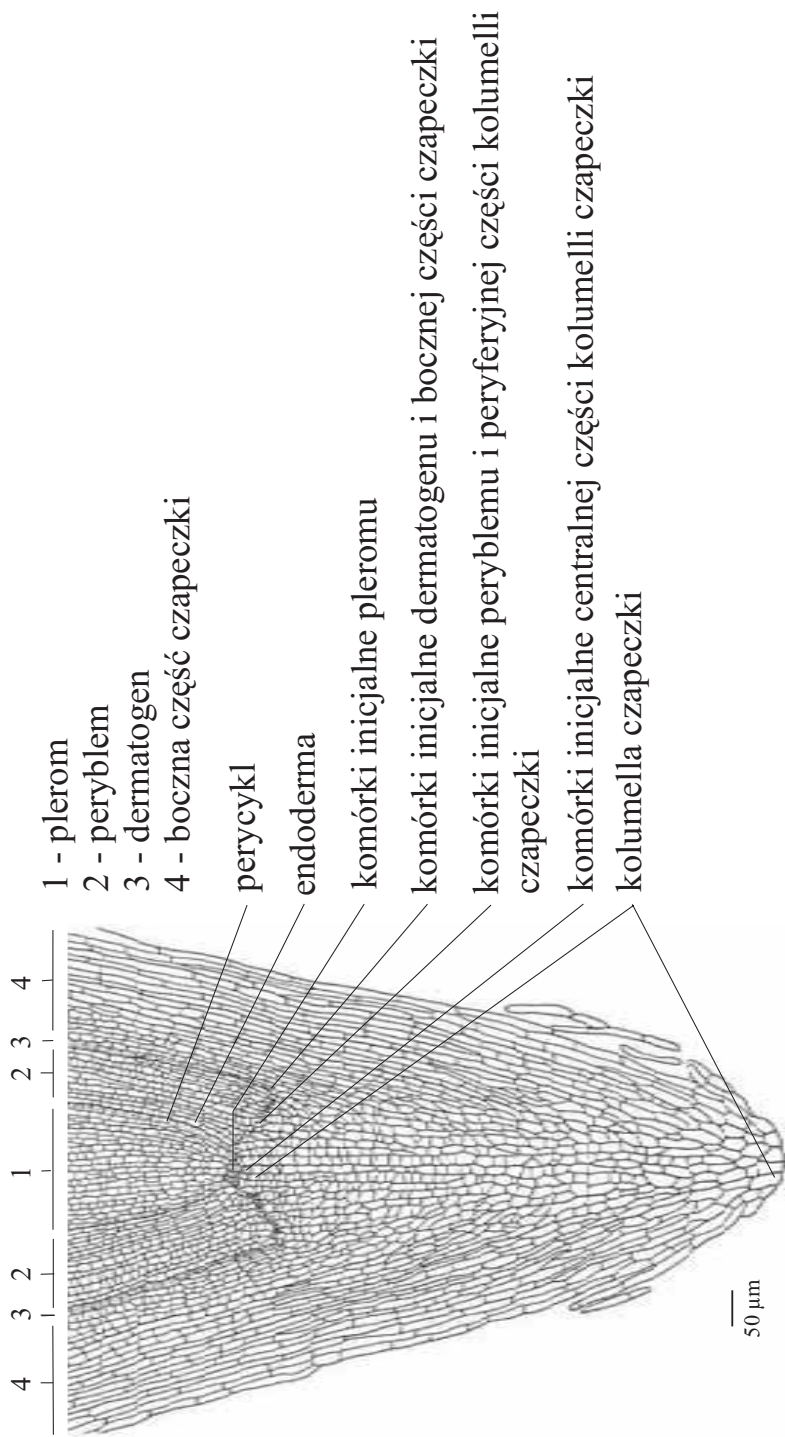 1 - plerom
2 - peryblem
3 - dermatogen
4 - boczna część czapeczki
perycykl
endoderma
komórki inicjalne pleromu
komórki inicjalne dermatogenu i bocznej części czapeczki
komórki inicjalne peryblemu i peryferyjnej części kolumelli
czapeczki
komórki inicjalne centralnej części kolumelli czapeczki
kolumella czapeczki
4 3 2 1 2 3 4
50 µm